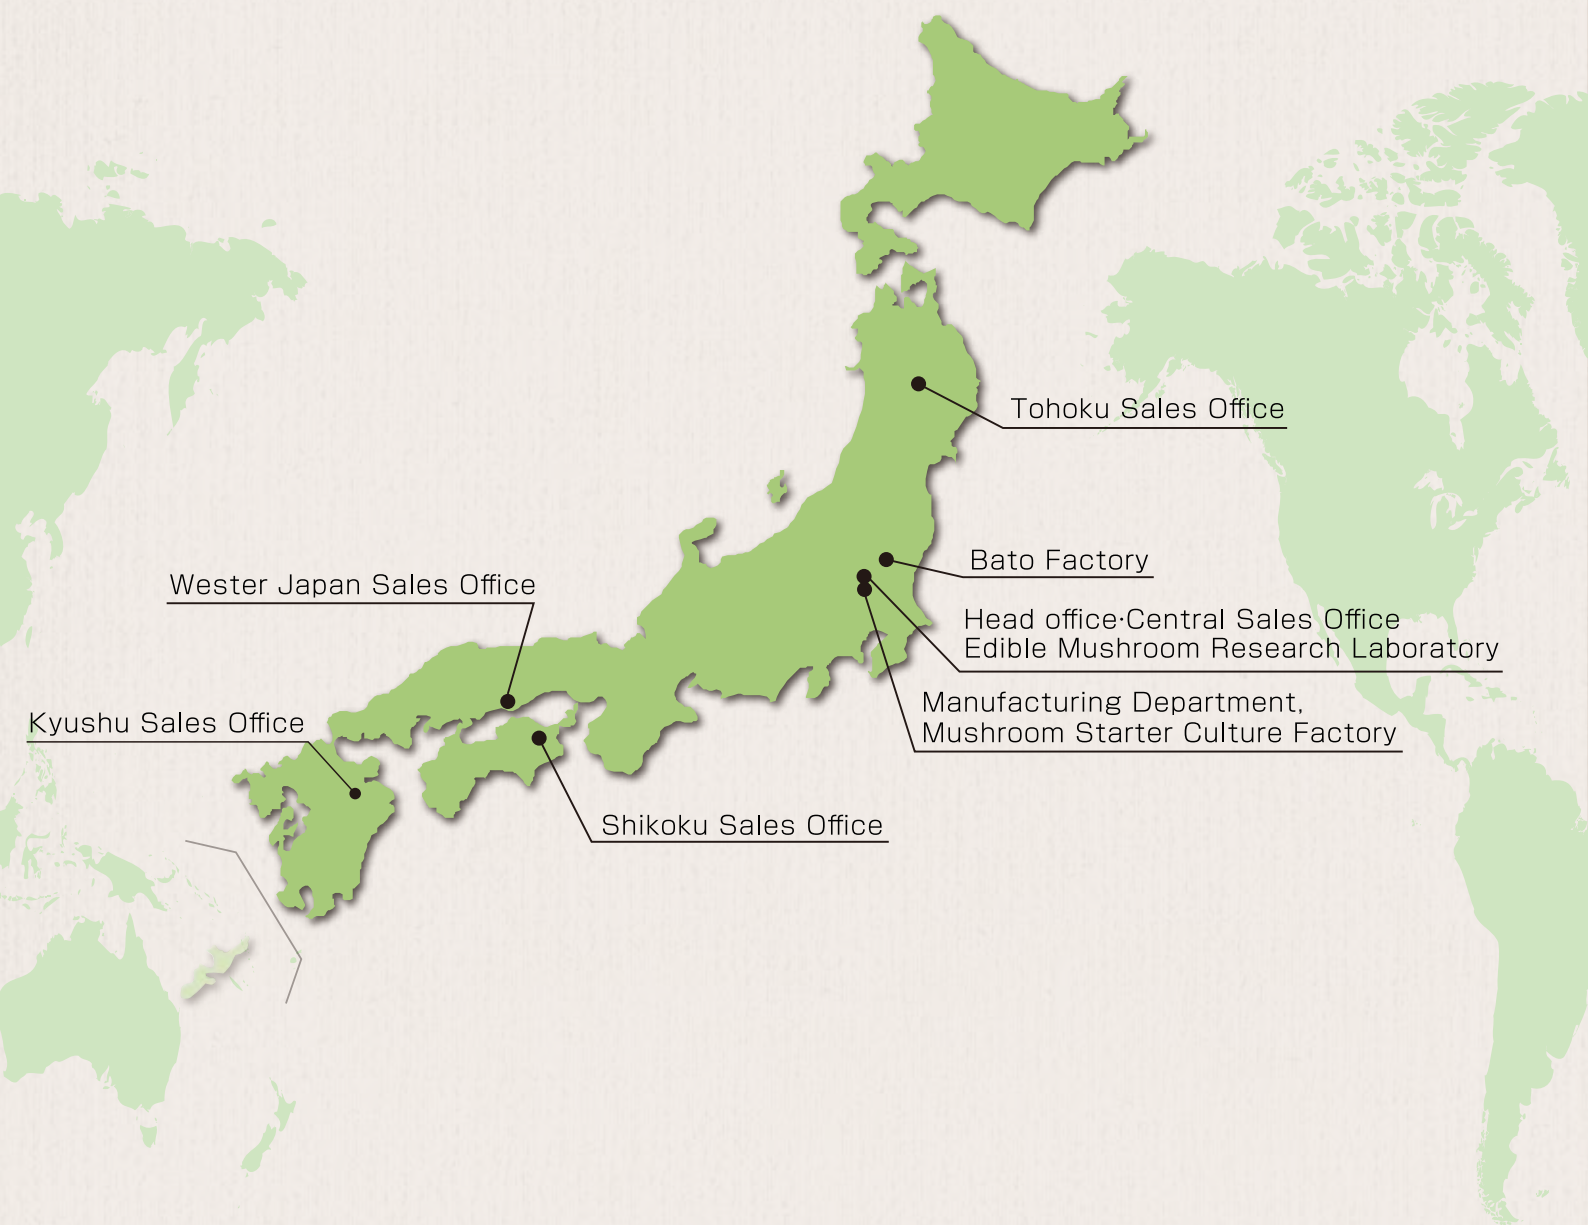 Tohoku Sales Office
Bato Factory
Wester Japan Sales Office
Head office·Central Sales Office
Edible Mushroom Research Laboratory
Manufacturing Department,
Mushroom Starter Culture Factory
Kyushu Sales Office
Shikoku Sales Office